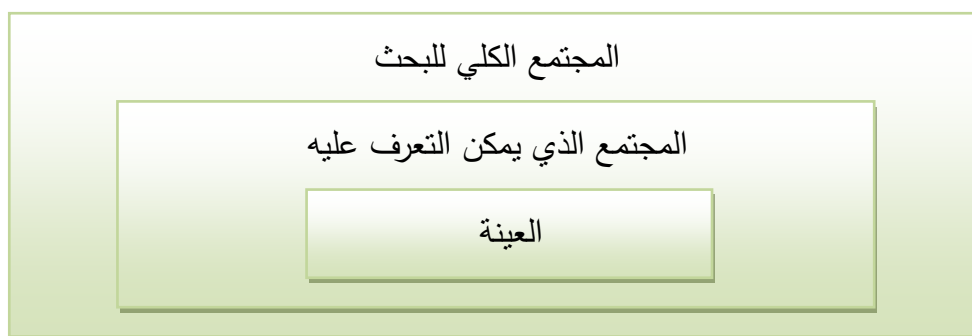 المجتمع الكلي للبحث
المجتمع الذي يمكن التعرف عليه
العينة